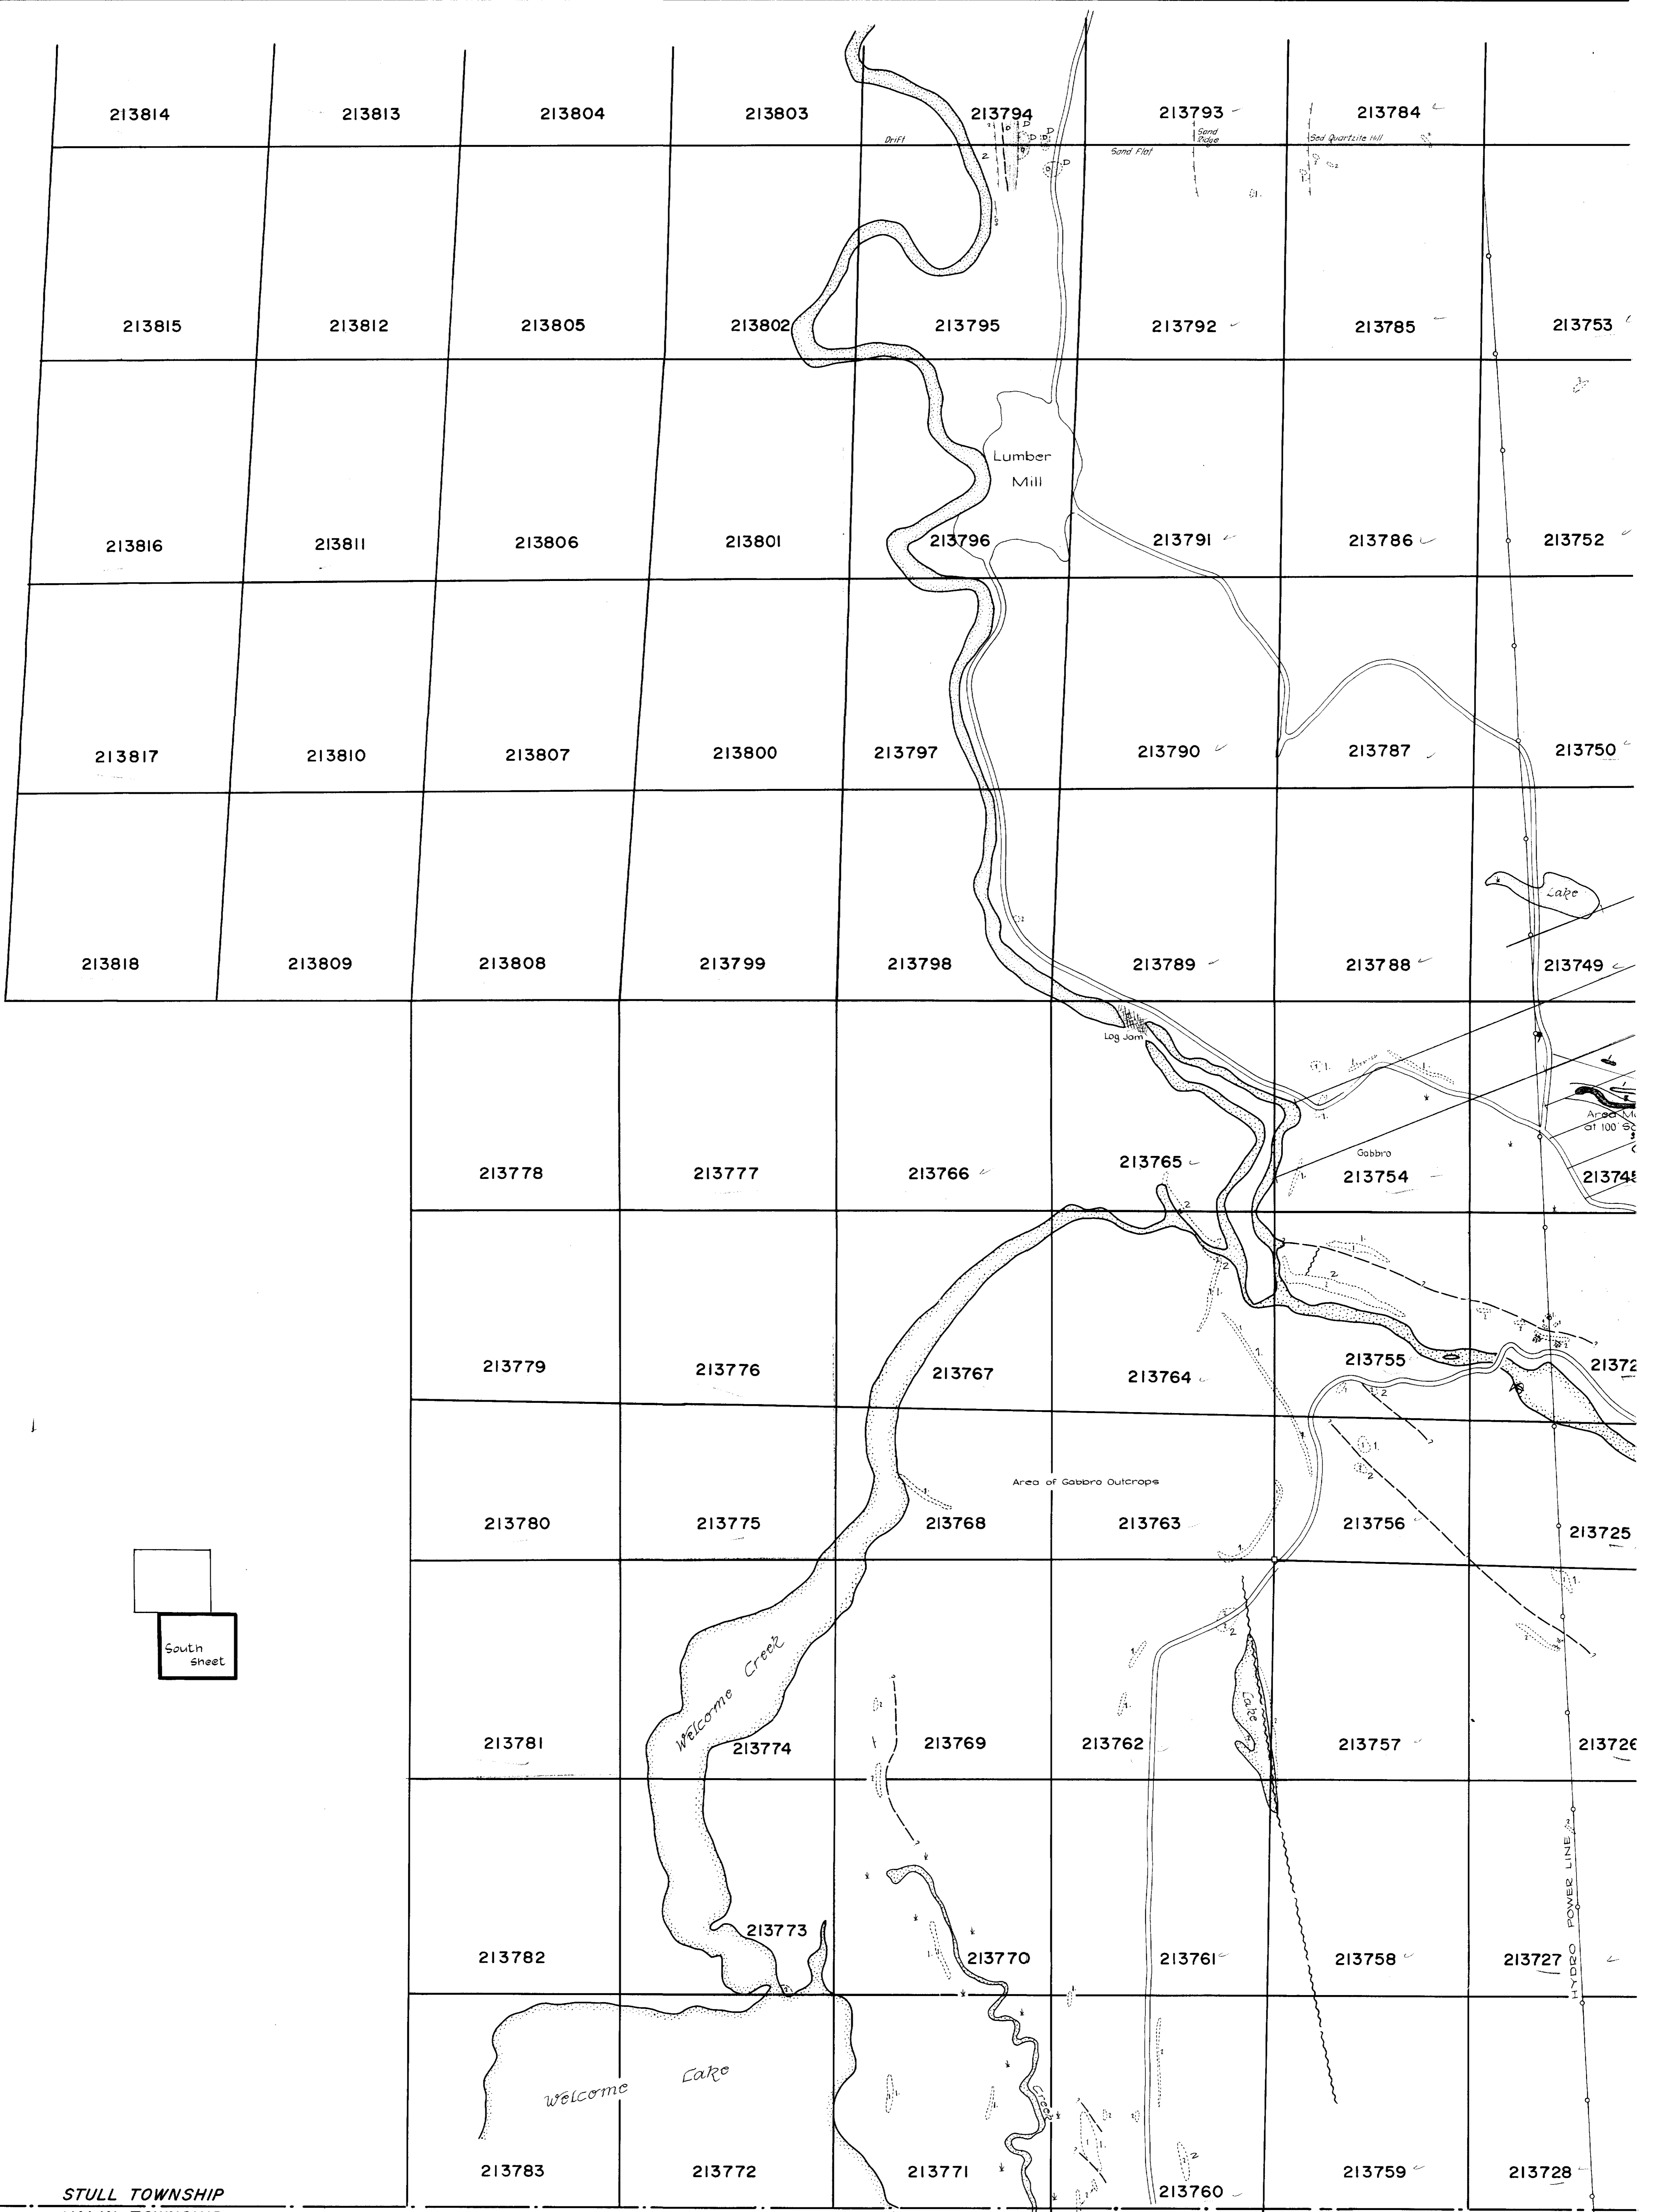 213814 213813 213804 213803 213794 213793 213784
Drift
Sand Flat
Sand Ridge
Sed Quartzite Hill
213815 213812 213805 213802 213795 213792 213785 213753
Lumber
Mill
213816 213811 213806 213801 213796 213791 213786 213752
213817 213810 213807 213800 213797 213790 213787 213750
Lake
213818 213809 213808 213799 213798 213789 213788 213749
Log Jam
Area
at 100'
Gabbro
213778 213777 213766 213765 213754
213779 213776 213767 213764 213755
Area of Gabbro Outcrops
213780 213775 213768 213763 213756 213725
South
Sheet
Welcome Creek
Lake
213781 213774 213769 213762 213757 213726
HYDRO POWER LINE
213782 213773 213770 213761 213758 213727
Welcome Lake
Creek
213783 213772 213771 213760 213759 213728
STULL TOWNSHIP